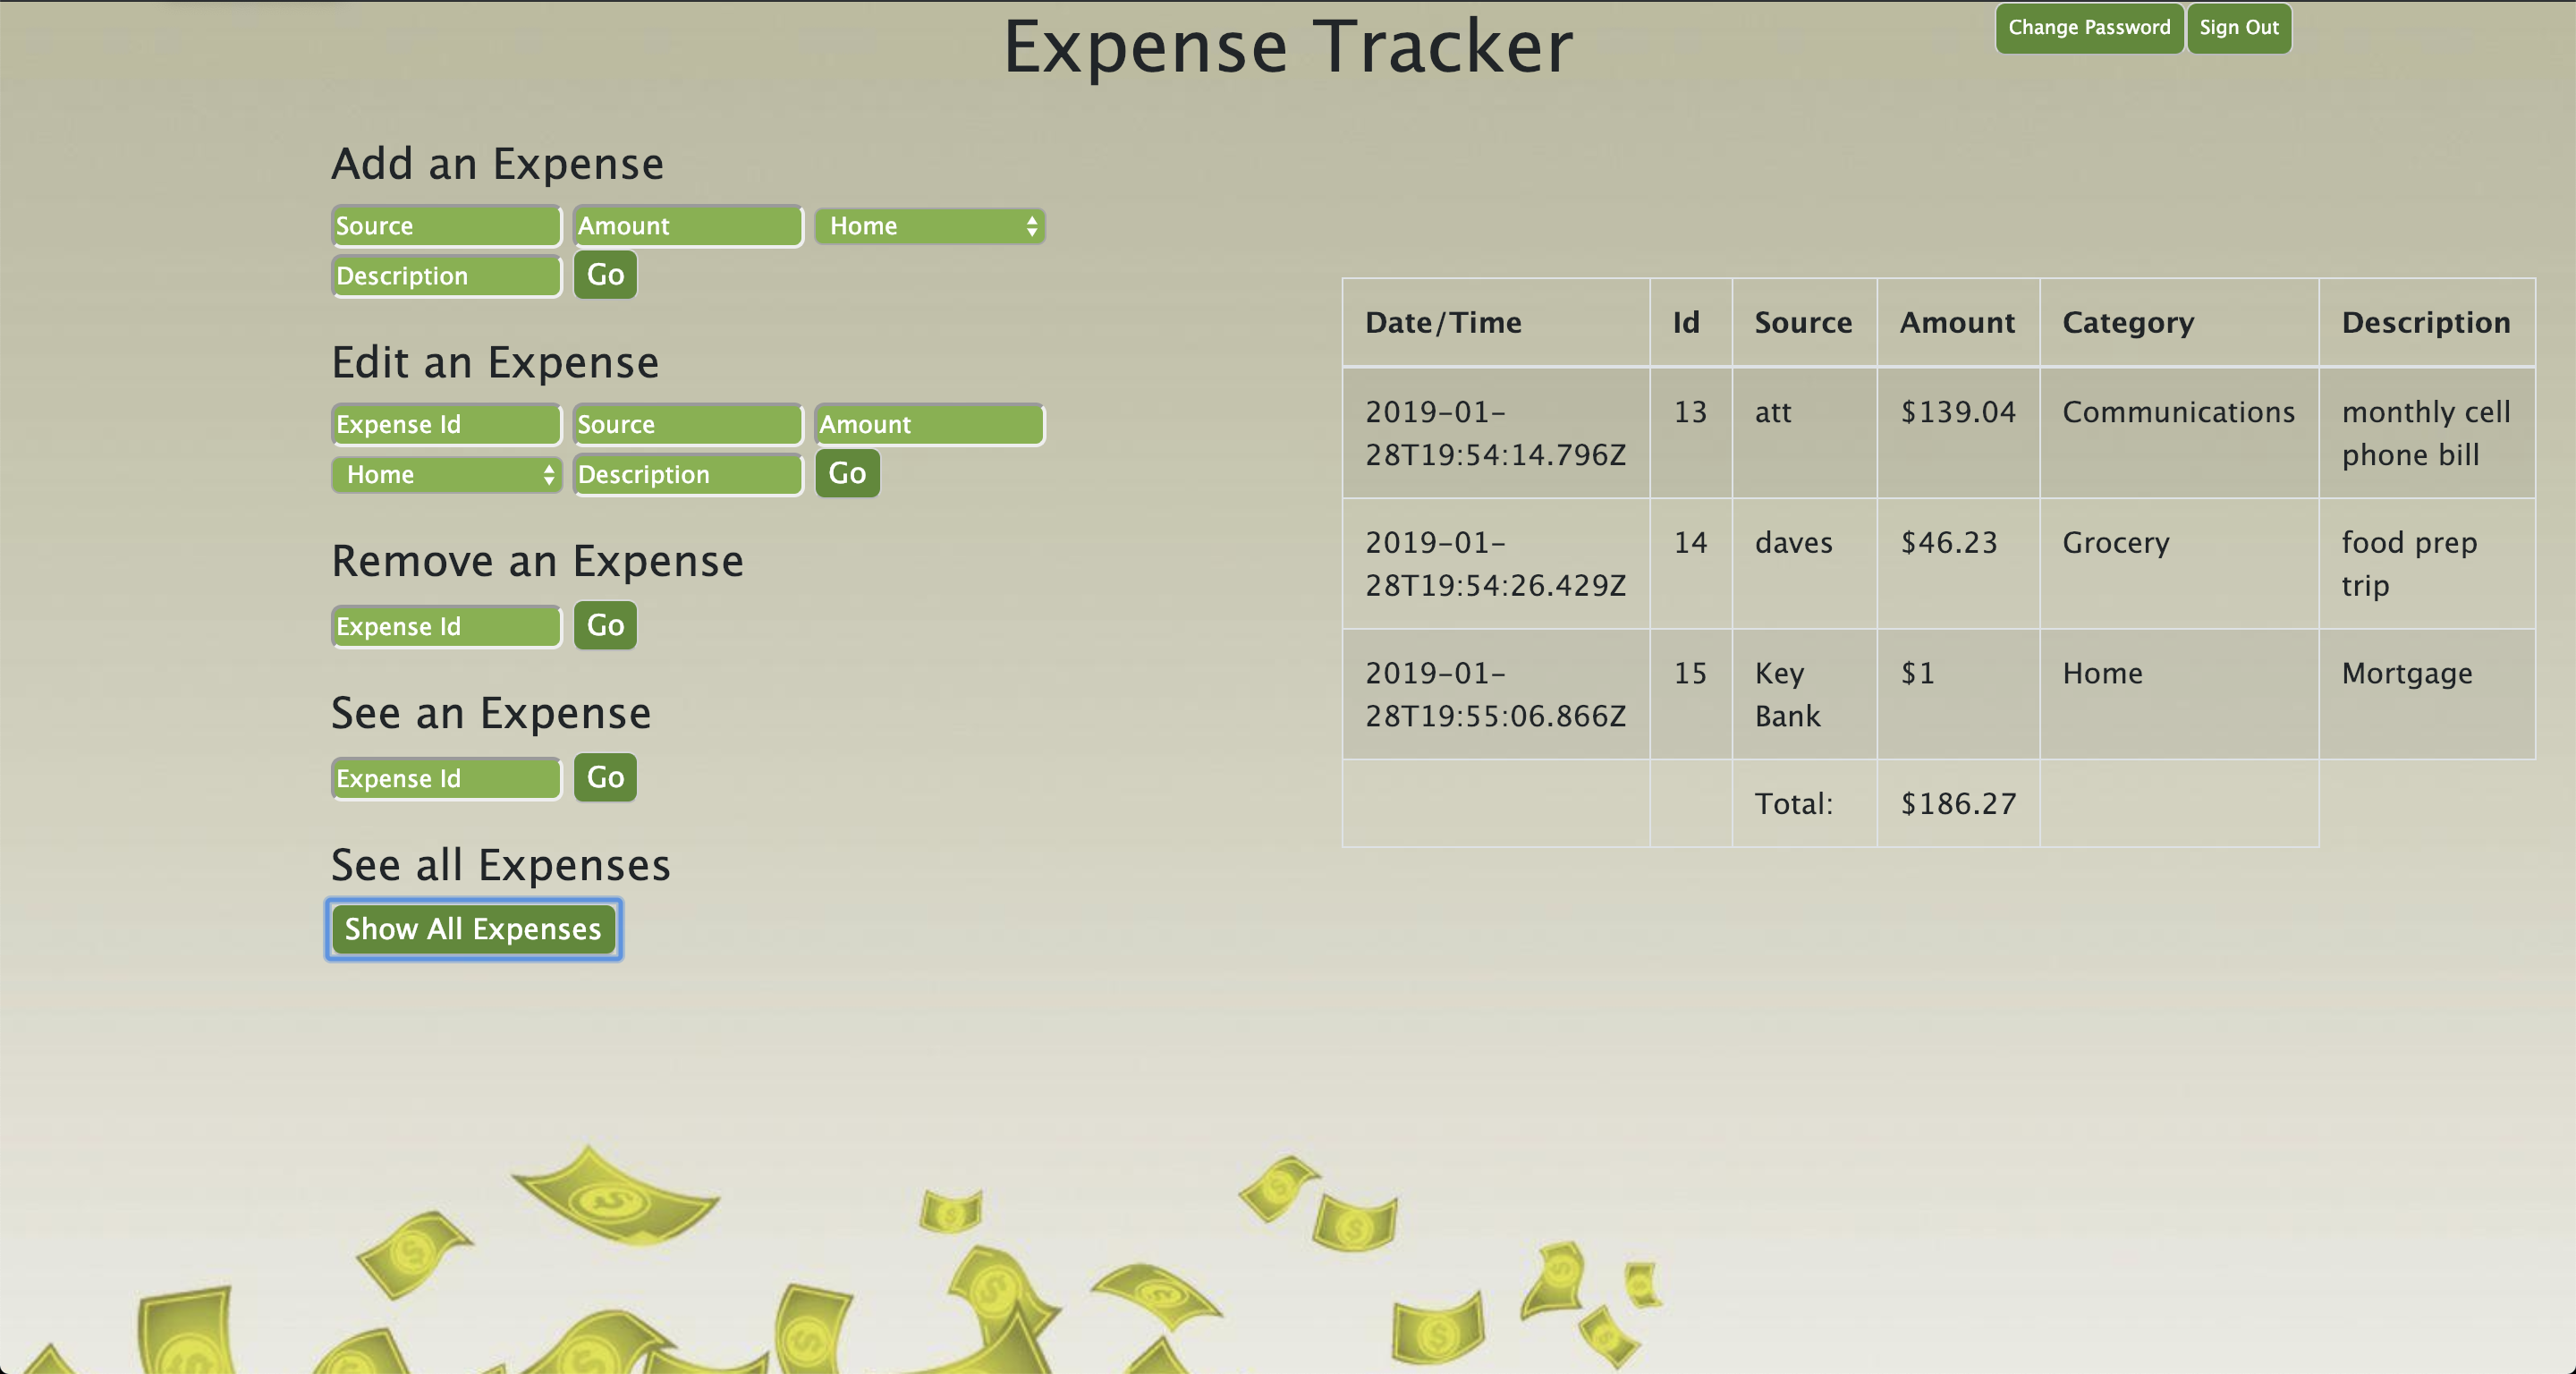 Expense Tracker
Change Password
Sign Out
Add an Expense
Source
Amount
Home
Description
Go
Edit an Expense
Expense Id
Source
Amount
Home
Description
Go
Remove an Expense
Expense Id
Go
See an Expense
Expense Id
Go
See all Expenses
Show All Expenses
Date/Time Id Source Amount Category Description
2019-01- 13 att $139.04 Communications monthly cell
28T19:54:14.796Z phone bill
2019-01- 14 daves $46.23 Grocery food prep
28T19:54:26.429Z trip
2019-01- 15 Key $1 Home Mortgage
28T19:55:06.866Z Bank
Total: $186.27